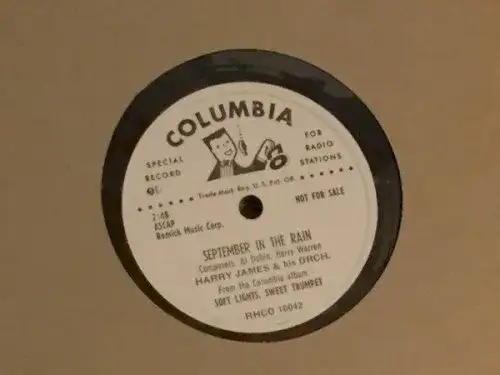 COLUMBIA
SPECIAL
RECORD
FOR
RADIO
STATIONS
CO
Trade Mark Reg. U.S. Pat. Off.
NOT FOR SALE
2:48
ASCAP
Remick Music Corp.
SEPTEMBER IN THE RAIN
Composers: Al Dubin, Harry Warren
HARRY JAMES & his ORCH.
From the Columbia album
SOFT LIGHTS, SWEET TRUMPET
RHCO 10042